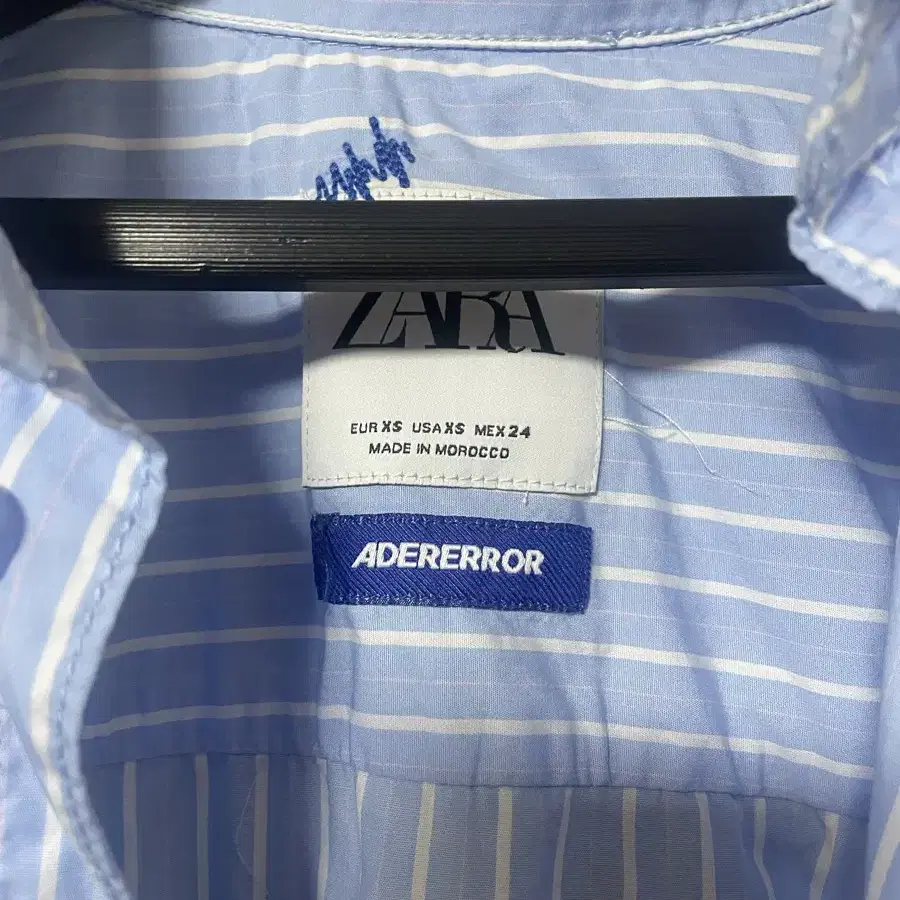 ZARA
EUR XS USA XS MEX 24
MADE IN MOROCCO
ADERERROR